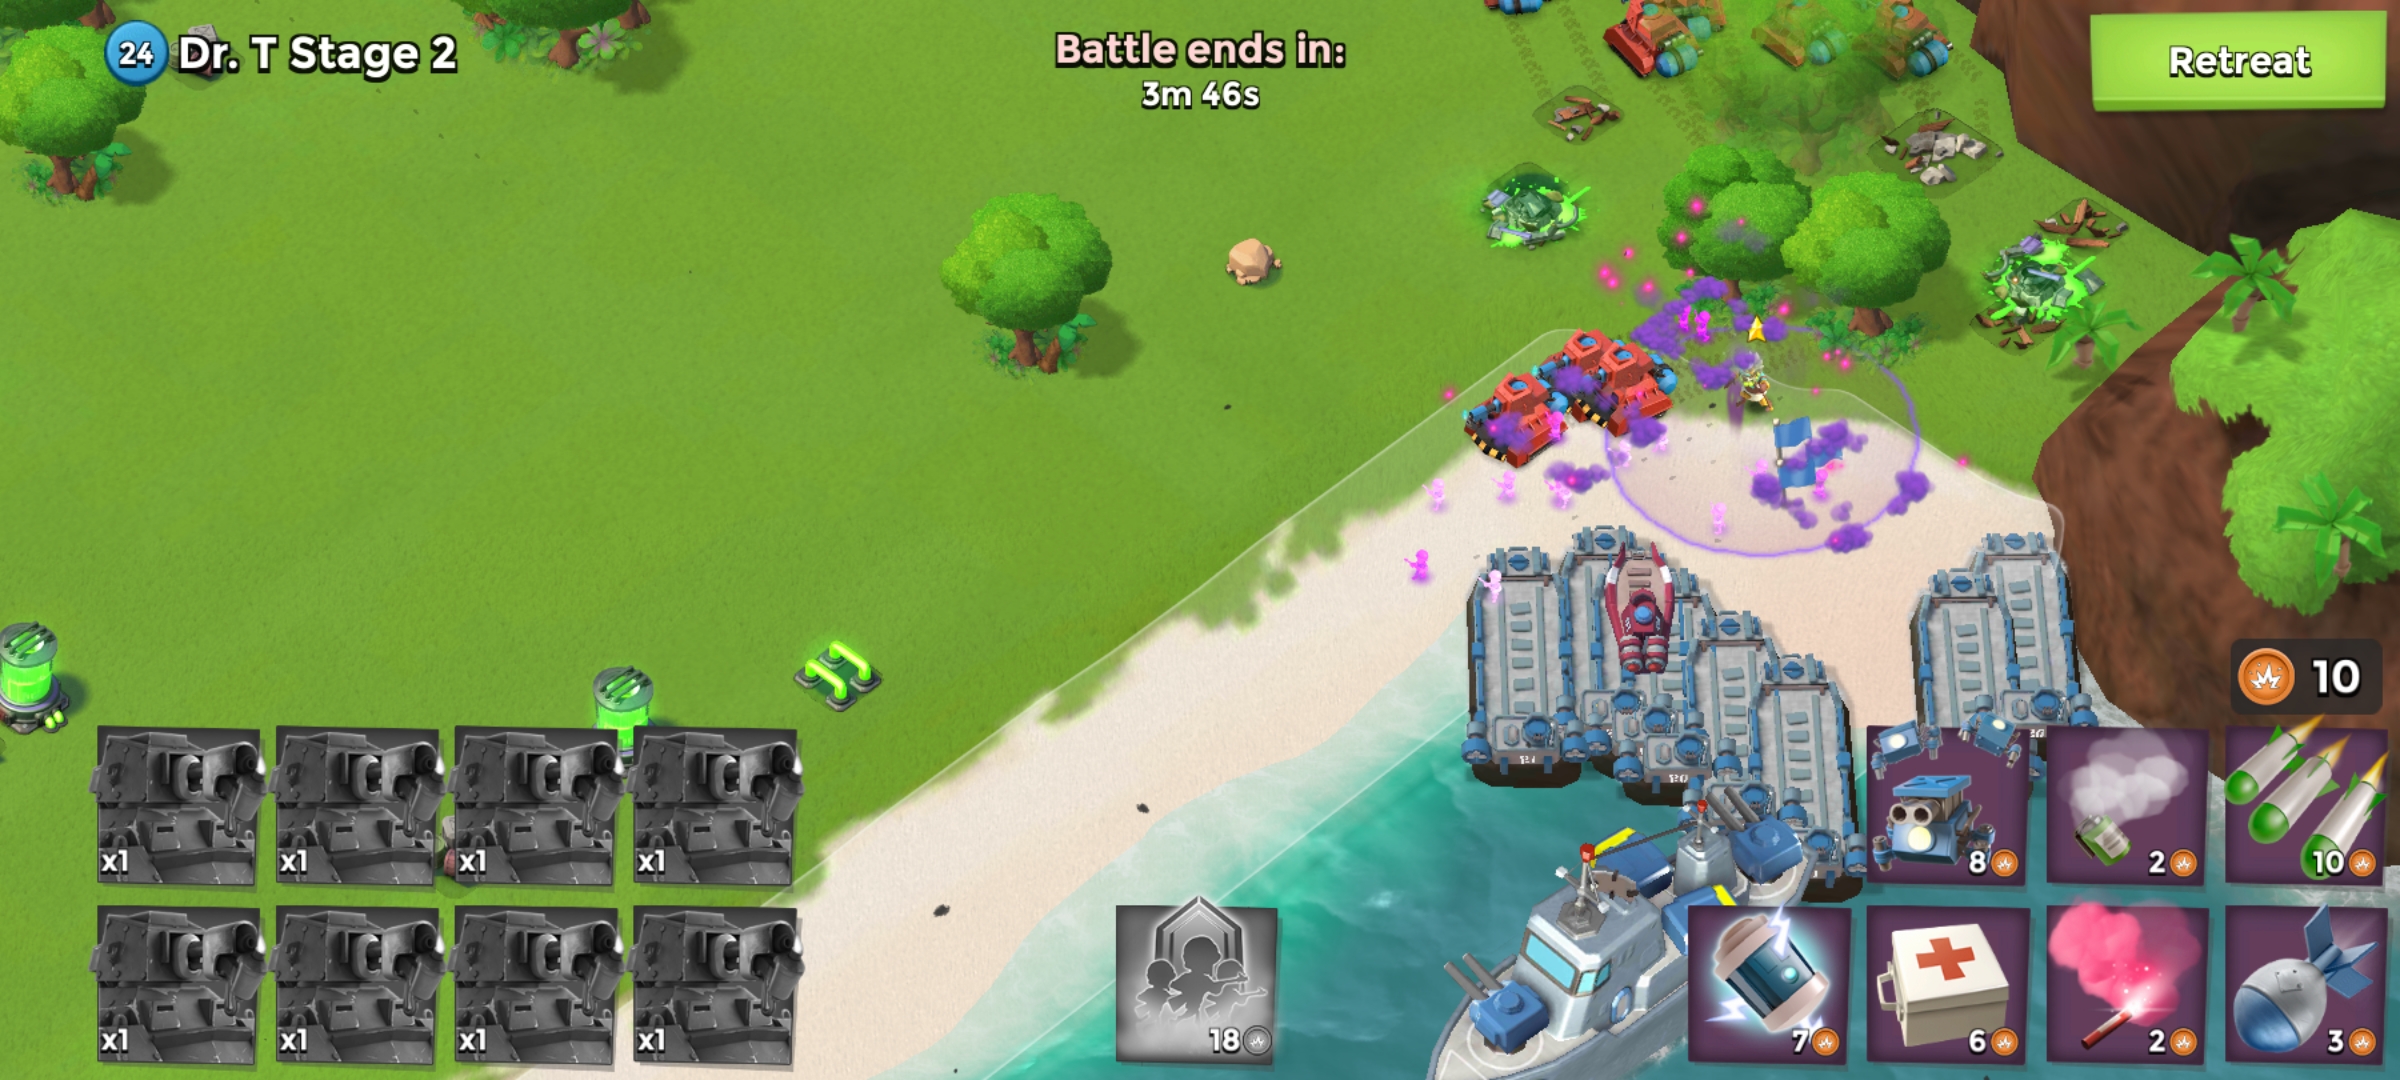 24 Dr. T Stage 2
Battle ends in:
3m 46s
Retreat
10
x1 x1 x1 x1
8 2 10
x1 x1 x1 x1
18
7 6 2 3